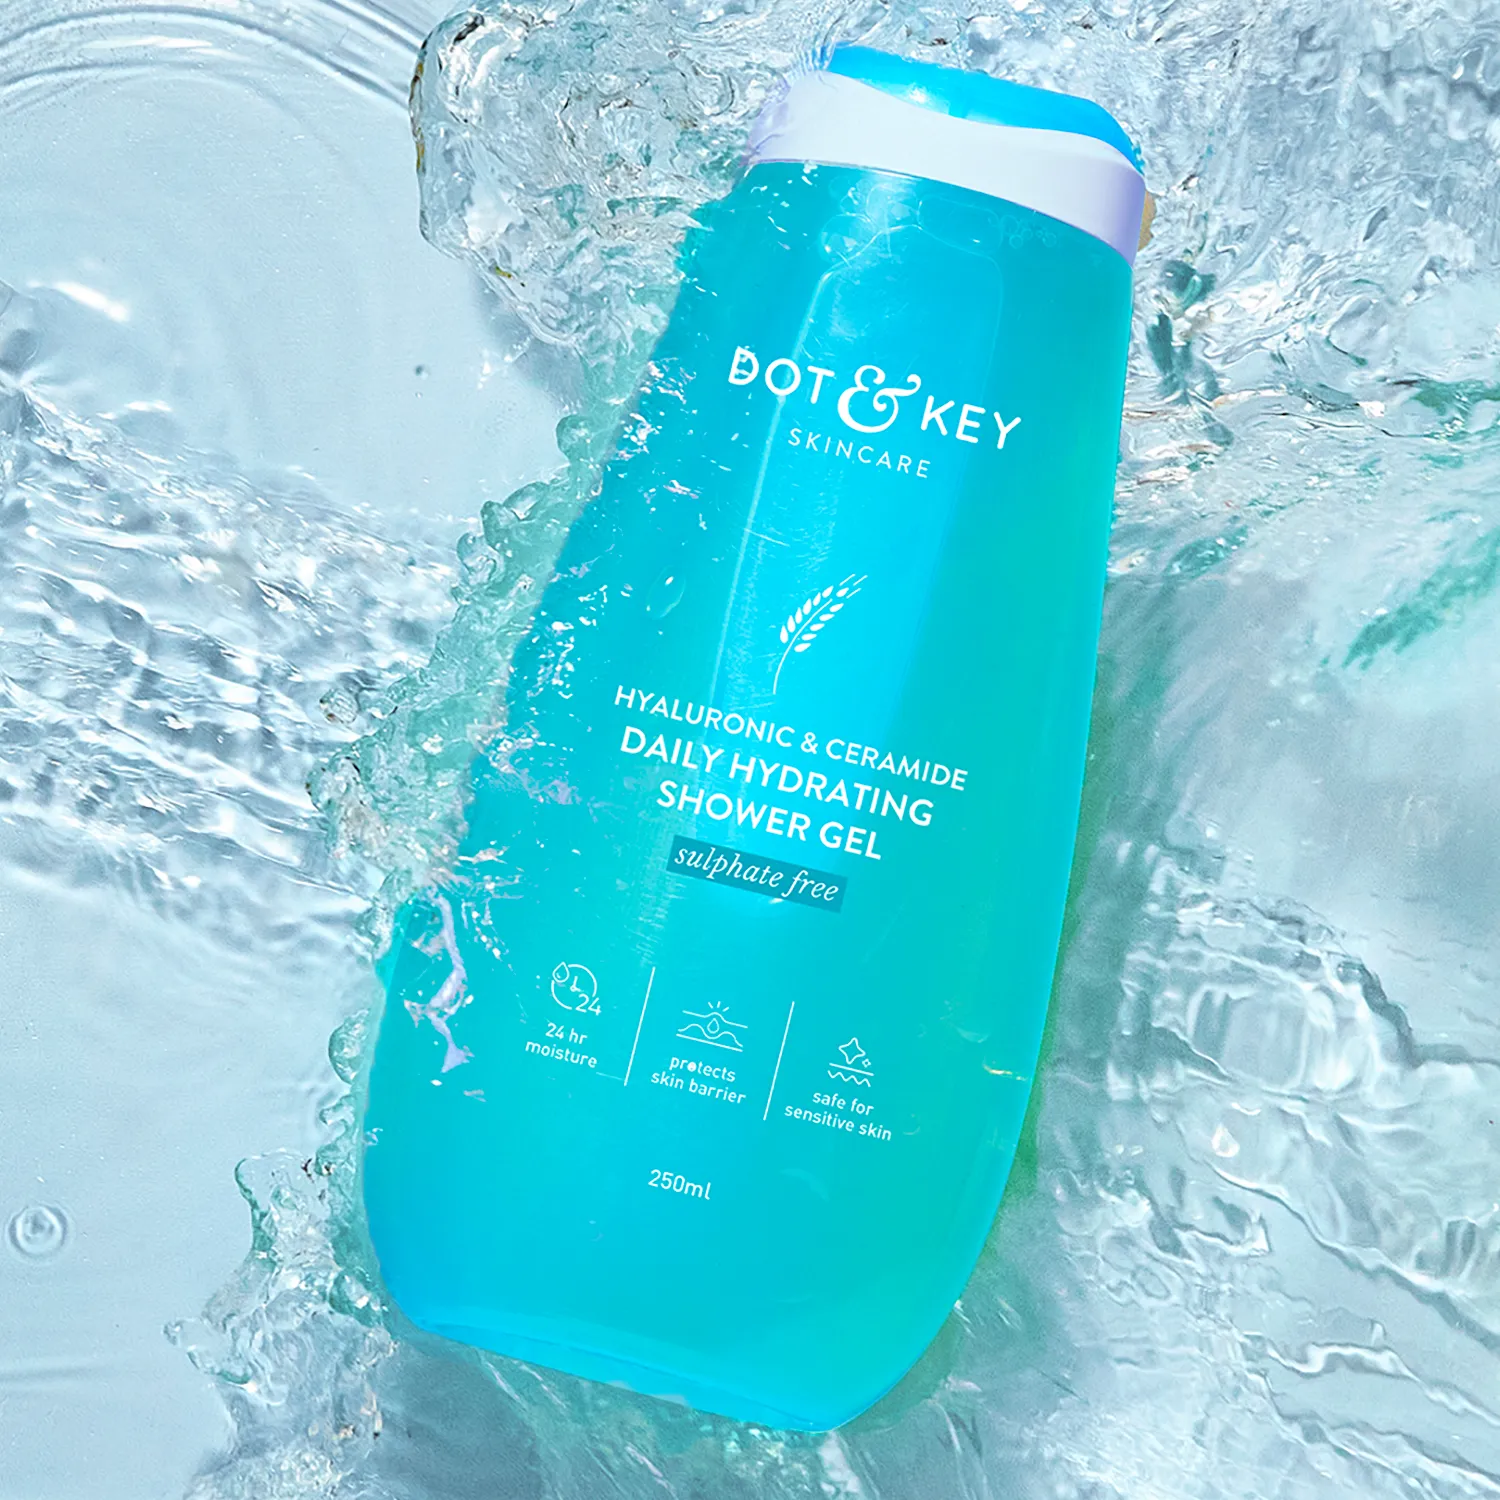 DOT & KEY
SKINCARE
HYALURONIC & CERAMIDE
DAILY HYDRATING
SHOWER GEL
sulphate free
24
24 hr
moisture
protects
skin barrier
safe for
sensitive skin
250ml